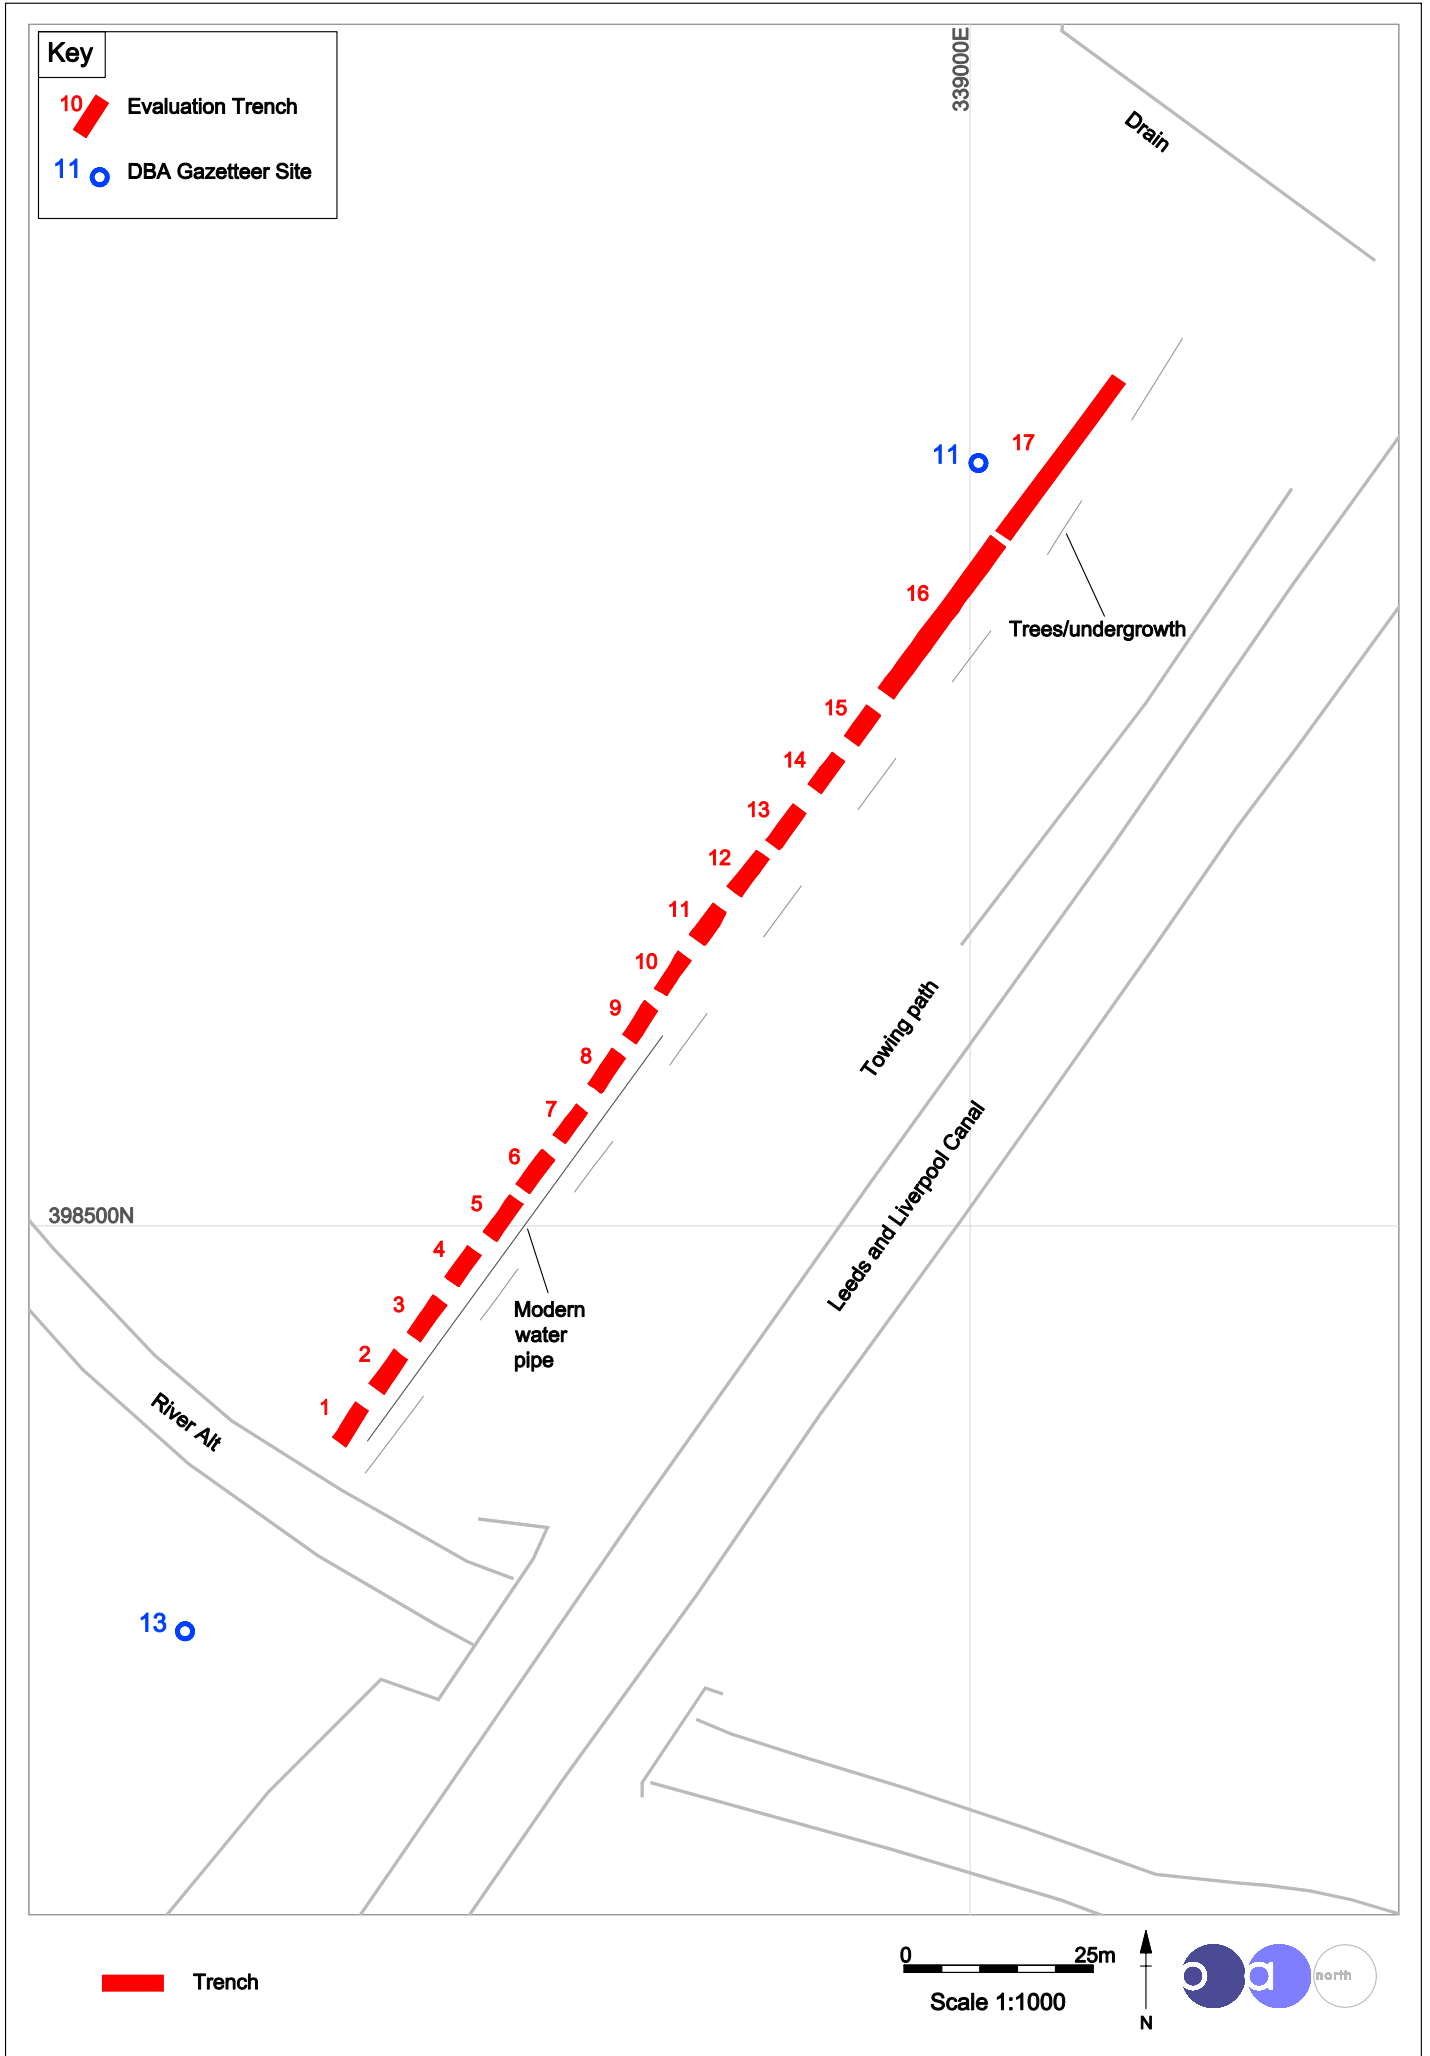 Key
10 Evaluation Trench
11 DBA Gazetteer Site
339000E
Drain
17
11
16
Trees/undergrowth
15
14
13
12
11
10
9
8
7
6
5
4
3
2
1
Towing path
Leeds and Liverpool Canal
398500N
Modern
water
pipe
River Alt
13
Trench
0 25m
Scale 1:1000
N
o a north